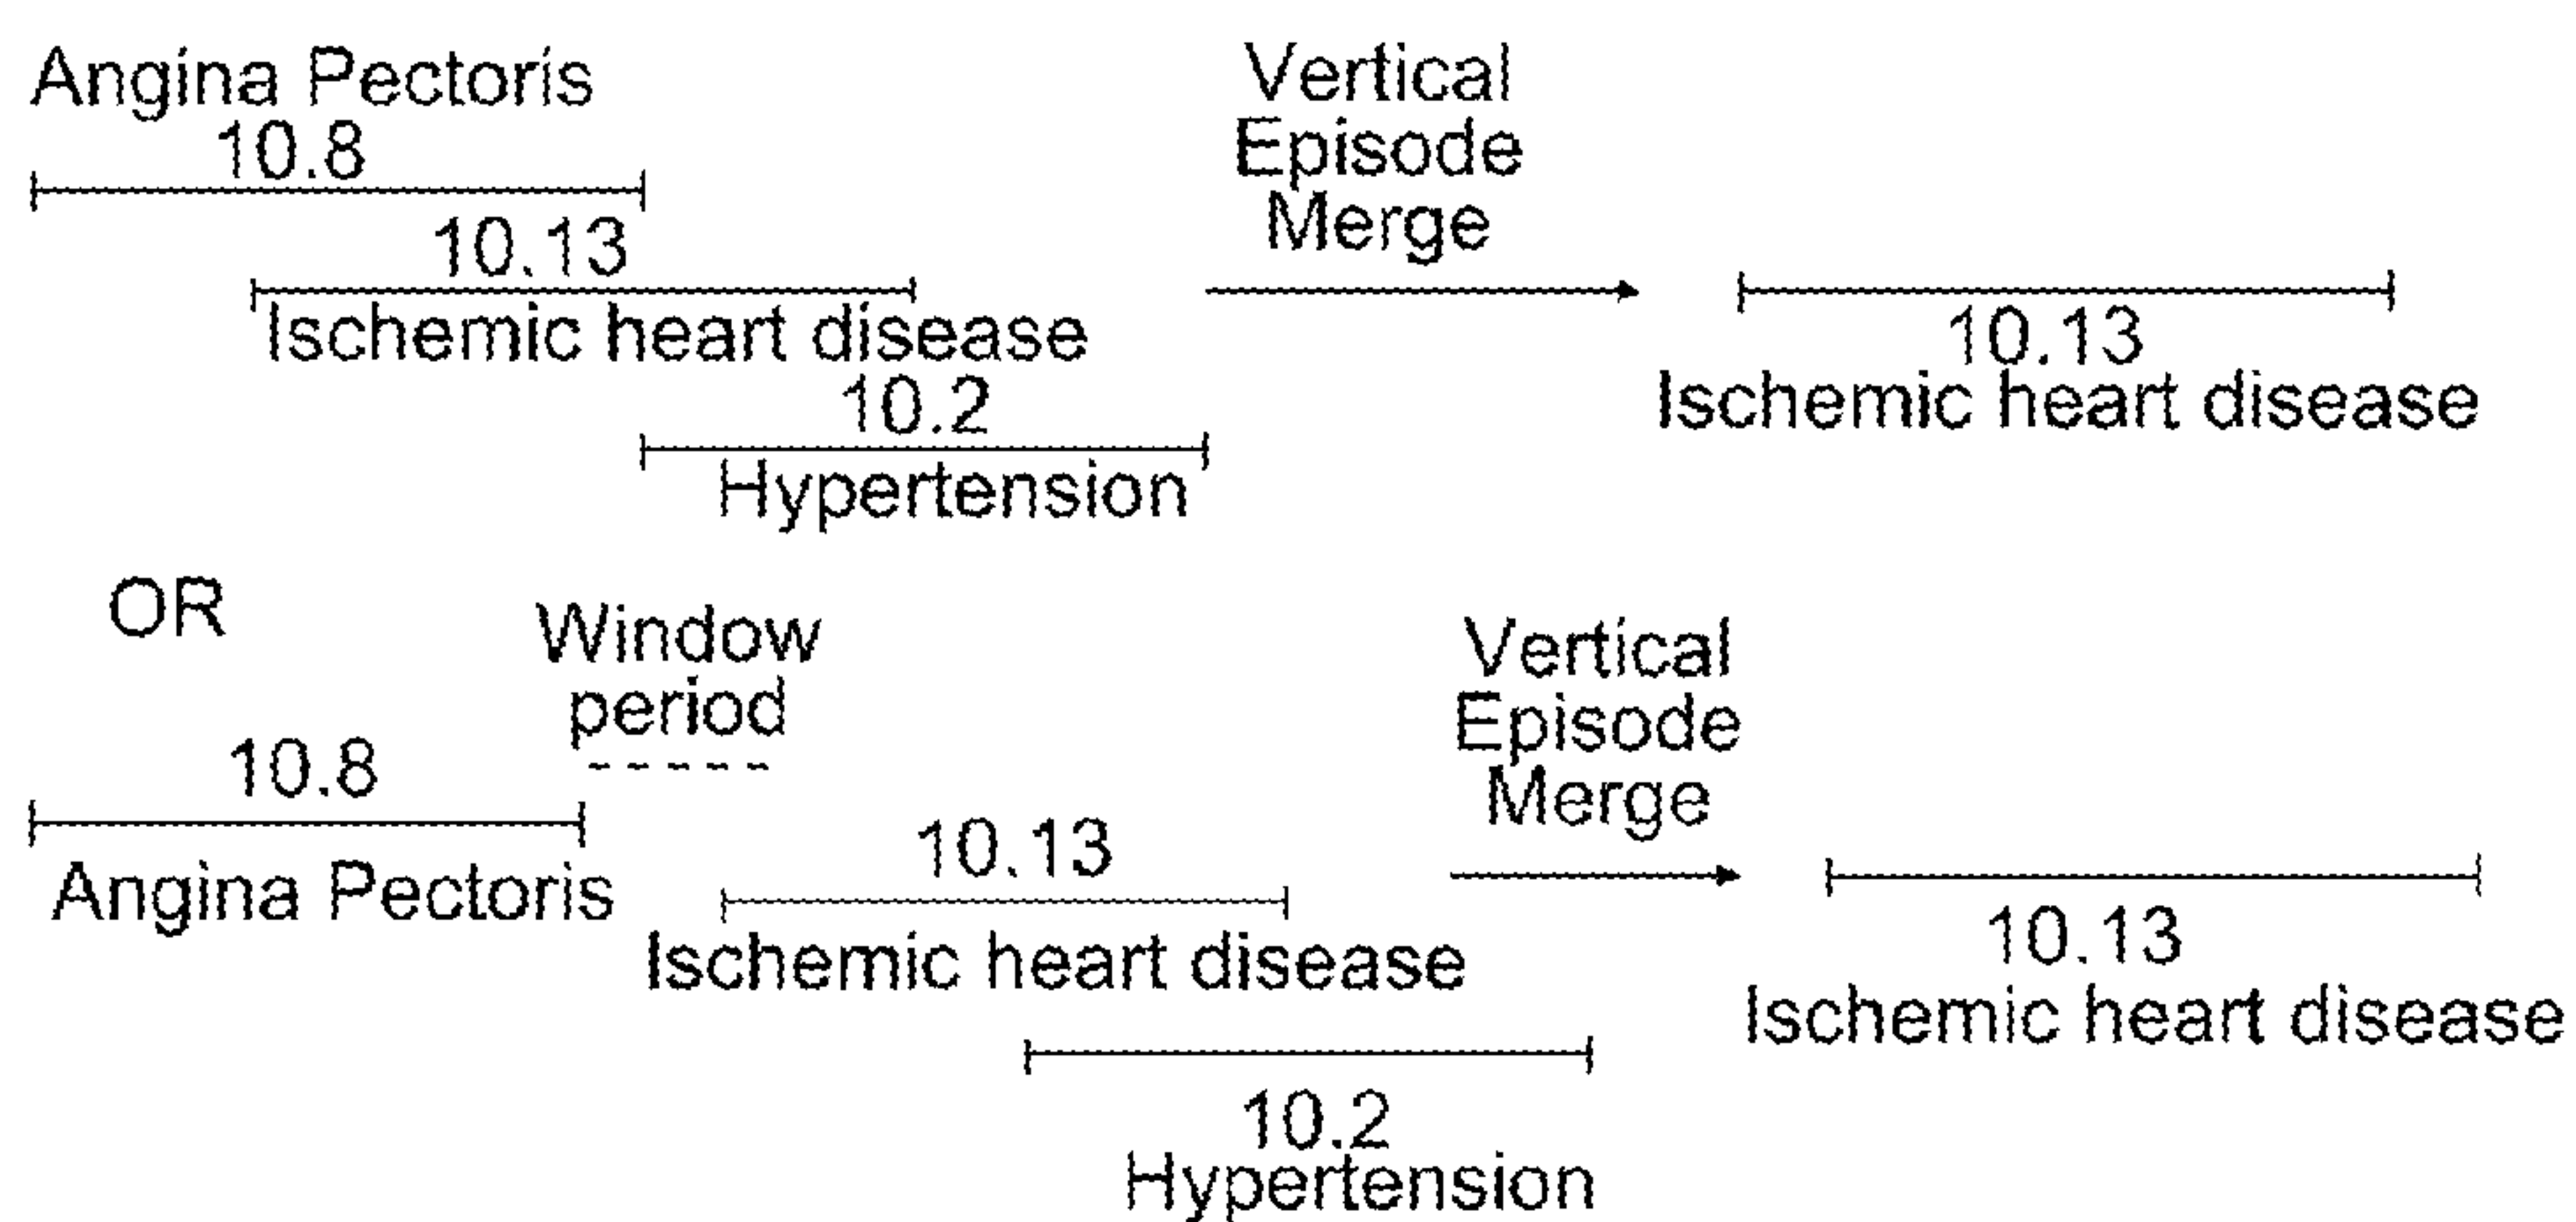 Angina Pectoris
10.8
10.13
Ischemic heart disease
10.2
Hypertension
Vertical
Episode
Merge
10.13
Ischemic heart disease
OR
Window
period
10.8
Angina Pectoris
10.13
Ischemic heart disease
10.2
Hypertension
Vertical
Episode
Merge
10.13
Ischemic heart disease